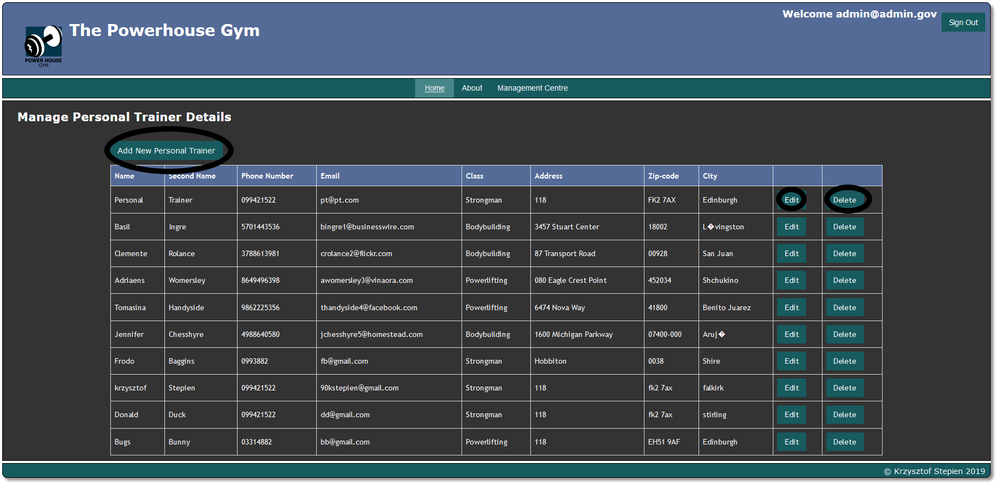 Welcome admin@admin.gov
Sign Out
The Powerhouse Gym
POWER HOUSE
GYM
Home About Management Centre
Manage Personal Trainer Details
Add New Personal Trainer
Name Second Name Phone Number Email Class Address Zip-code City
Personal Trainer 099421522 pt@pt.com Strongman 118 FK2 7AX Edinburgh Edit Delete
Basil Ingre 5701443536 bingre1@businesswire.com Bodybuilding 3457 Stuart Center 18002 L�vingston Edit Delete
Clemente Rolance 3788613981 crolance2@flickr.com Bodybuilding 87 Transport Road 00928 San Juan Edit Delete
Adriaens Womersley 8649496398 awomersley3@vinaora.com Powerlifting 080 Eagle Crest Point 452034 Shchukino Edit Delete
Tomasina Handyside 9862225356 thandyside4@facebook.com Powerlifting 6474 Nova Way 41800 Benito Juarez Edit Delete
Jennifer Chesshyre 4988640580 jchesshyre5@homestead.com Bodybuilding 1600 Michigan Parkway 07400-000 Aruj� Edit Delete
Frodo Baggins 0993882 fb@gmail.com Strongman Hobbiton 0038 Shire Edit Delete
krzysztof Stepien 099421522 90kstepien@gmail.com Strongman 118 fk2 7ax falkirk Edit Delete
Donald Duck 099421522 dd@gmail.com Strongman 118 fk2 7ax stirling Edit Delete
Bugs Bunny 03314882 bb@gmail.com Powerlifting 118 EH51 9AF Edinburgh Edit Delete
© Krzysztof Stepien 2019